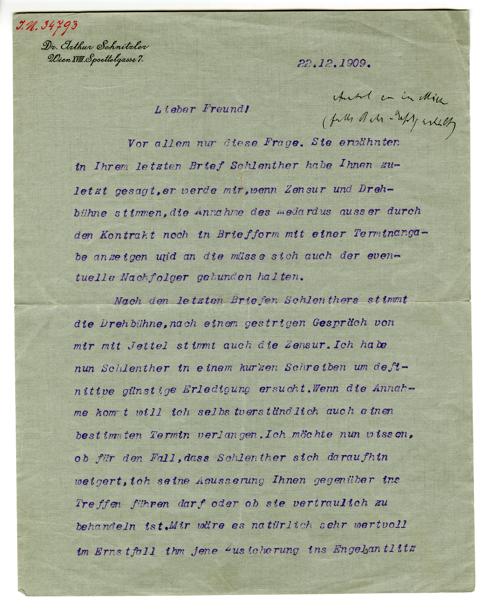 I.N. 34793
Dr. Arthur Schnitzler
Wien XVIII. Spoettelgasse 7.
22.12.1909.
Lieber Freund!
Vor allem nur diese Frage. Sie erwähnten
in Ihrem letzten Brief Schlenther habe Ihnen zu-
letzt gesagt, er werde mir, wenn Zensur und Dreh-
bühne stimmen, die Annahme des Medardus ausser durch
den Kontrakt noch in Briefform mit einer Terminanga-
be anzeigen und an die müsse sich auch der even-
tuelle Nachfolger gebunden halten.
Nach den letzten Briefen Schlenthers stimmt
die Drehbühne, nach einem gestrigen Gespräch von
mir mit Jettel stimmt auch die Zensur. Ich habe
nun Schlenther in einem kurzen Schreiben um defi-
nitive günstige Erledigung ersucht. Wenn die Annah-
me kommt will ich selbstverständlich auch einen
bestimmten Termin verlangen. Ich möchte nun wissen,
ob für den Fall, dass Schlenther sich daraufhin
weigert, ich seine Aeusserung Ihnen gegenüber ins
Treffen führen darf oder ob sie vertraulich zu
behandeln ist. Mir wäre es natürlich sehr wertvoll
im Ernstfall ihm jene Zusicherung ins Engelsantlitz